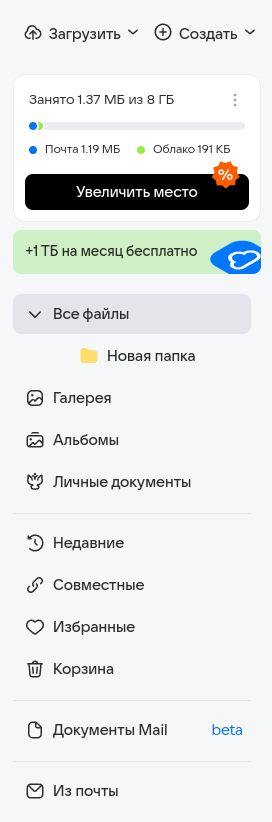 Загрузить Создать
Занято 1.37 МБ из 8 ГБ
Почта 1.19 МБ Облако 191 КБ
%
Увеличить место
+1 ТБ на месяц бесплатно
Все файлы
Новая папка
Галерея
Альбомы
Личные документы
Недавние
Совместные
Избранные
Корзина
Документы Mail beta
Из почты